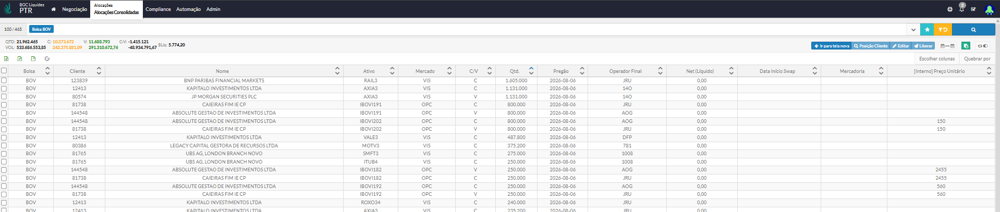 BGC Liquidez
PTR
Negociação
Alocações
Alocações Consolidadas
Compliance
Automação
Admin
3
100 / 465
Bolsa: BOV
QTD: 21.962.465 C: 10.273.672 V: 11.688.793 C-V: -1.415.121
VOL: 533.686.553,85 242.375.881,09 291.310.672,76 -48.934.791,67
$Liq: 5.774,20
Ir para tela nova Posição Cliente Editar Liberar
Escolher colunas Quebrar por
Bolsa Cliente Nome Ativo Mercado C/V Qtd. Pregão Operador Final Net (Líquido) Data Início Swap Mercadoria [Interno] Preço Unitário
BOV 123839 BNP PARIBAS FINANCIAL MARKETS RAIL3 VIS C 1.605.000 2026-08-06 JRU 0,00
BOV 12413 KAPITALO INVESTIMENTOS LTDA AXIA3 VIS C 1.131.000 2026-08-06 14O 0,00
BOV 80574 JP MORGAN SECURITIES PLC AXIA3 VIS V 1.131.000 2026-08-06 14O 0,00
BOV 81738 CAIEIRAS FIM IE CP IBOVI191 OPC C 800.000 2026-08-06 JRU 0,00
BOV 144548 ABSOLUTE GESTAO DE INVESTIMENTOS LTDA IBOVI191 OPC V 800.000 2026-08-06 AOG 0,00
BOV 144548 ABSOLUTE GESTAO DE INVESTIMENTOS LTDA IBOVI202 OPC C 800.000 2026-08-06 AOG 0,00 150
BOV 81738 CAIEIRAS FIM IE CP IBOVI202 OPC V 800.000 2026-08-06 JRU 0,00 150
BOV 12413 KAPITALO INVESTIMENTOS LTDA VALE3 VIS C 487.800 2026-08-06 DFP 0,00
BOV 80386 LEGACY CAPITAL GESTORA DE RECURSOS LTDA MOTV3 VIS C 375.200 2026-08-06 781 0,00
BOV 81765 UBS AG, LONDON BRANCH NOVO SMFT3 VIS C 275.000 2026-08-06 1008 0,00
BOV 81765 UBS AG, LONDON BRANCH NOVO ITUB4 VIS C 250.000 2026-08-06 1008 0,00
BOV 144548 ABSOLUTE GESTAO DE INVESTIMENTOS LTDA IBOVI182 OPC V 250.000 2026-08-06 AOG 0,00 2455
BOV 81738 CAIEIRAS FIM IE CP IBOVI182 OPC C 250.000 2026-08-06 JRU 0,00 2455
BOV 144548 ABSOLUTE GESTAO DE INVESTIMENTOS LTDA IBOVI192 OPC C 250.000 2026-08-06 AOG 0,00 560
BOV 81738 CAIEIRAS FIM IE CP IBOVI192 OPC V 250.000 2026-08-06 JRU 0,00 560
BOV 12413 KAPITALO INVESTIMENTOS LTDA ROXO34 VIS C 240.000 2026-08-06 JRU 0,00
BOV 12413 KAPITALO INVESTIMENTOS LTDA AXIA3 VIS C 235.200 2026-08-06 JRU 0,00